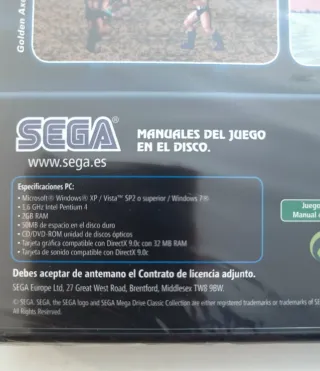 Golden Axe
SEGA®
MANUALES DEL JUEGO
EN EL DISCO.
www.sega.es
Especificaciones PC:
• Microsoft® Windows® XP / Vista™ SP2 o superior / Windows 7®
• 1,6 GHz Intel Pentium 4
• 2GB RAM
• 50MB de espacio en el disco duro
• CD/DVD-ROM unidad de discos ópticos
• Tarjeta gráfica compatible con DirectX 9.0c con 32 MB RAM
• Tarjeta de sonido compatible con DirectX 9.0c
Juego
Manual
Debes aceptar de antemano el Contrato de licencia adjunto.
SEGA Europe Ltd, 27 Great West Road, Brentford, Middlesex TW8 9BW.
© SEGA. SEGA, the SEGA logo and SEGA Mega Drive Classic Collection are either registered trademarks or trademarks of SE
All rights